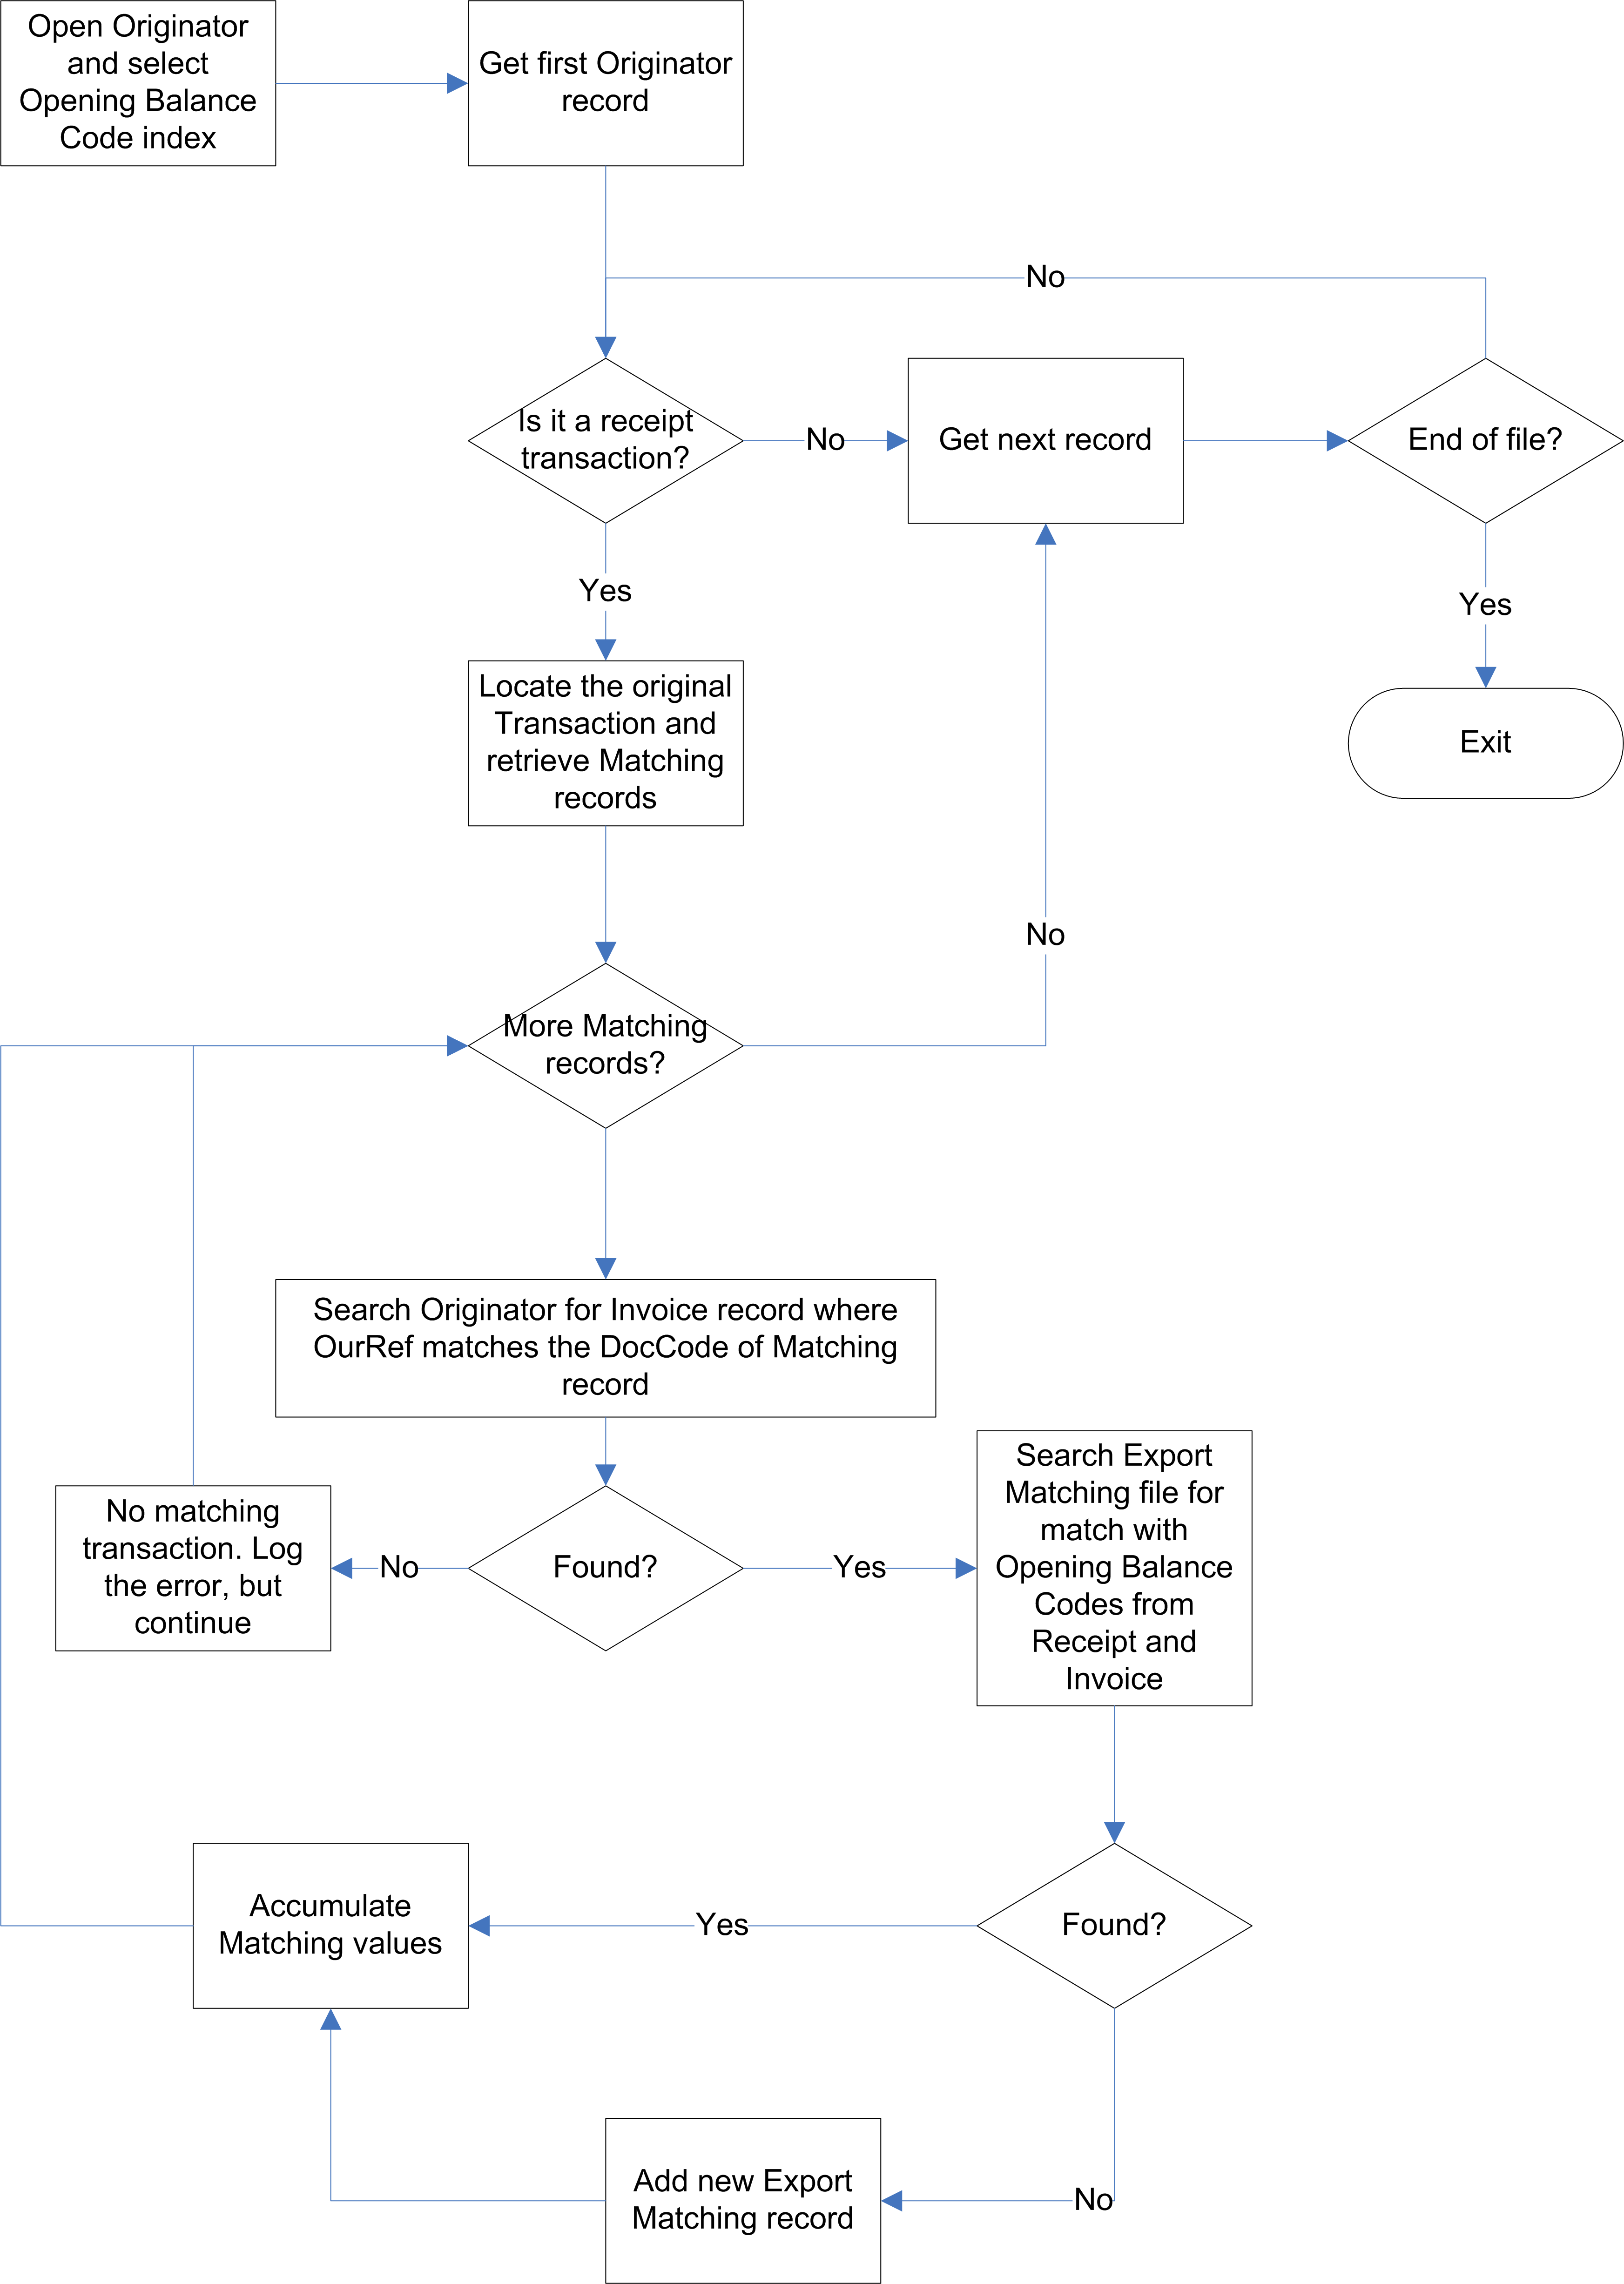 Open Originator
and select
Opening Balance
Code index
Get first Originator
record
No
Is it a receipt
transaction?
No
Get next record
End of file?
Yes
Yes
Locate the original
Transaction and
retrieve Matching
records
Exit
No
More Matching
records?
Search Originator for Invoice record where
OurRef matches the DocCode of Matching
record
No matching
transaction. Log
the error, but
continue
No
Found?
Yes
Search Export
Matching file for
match with
Opening Balance
Codes from
Receipt and
Invoice
Accumulate
Matching values
Yes
Found?
Add new Export
Matching record
No